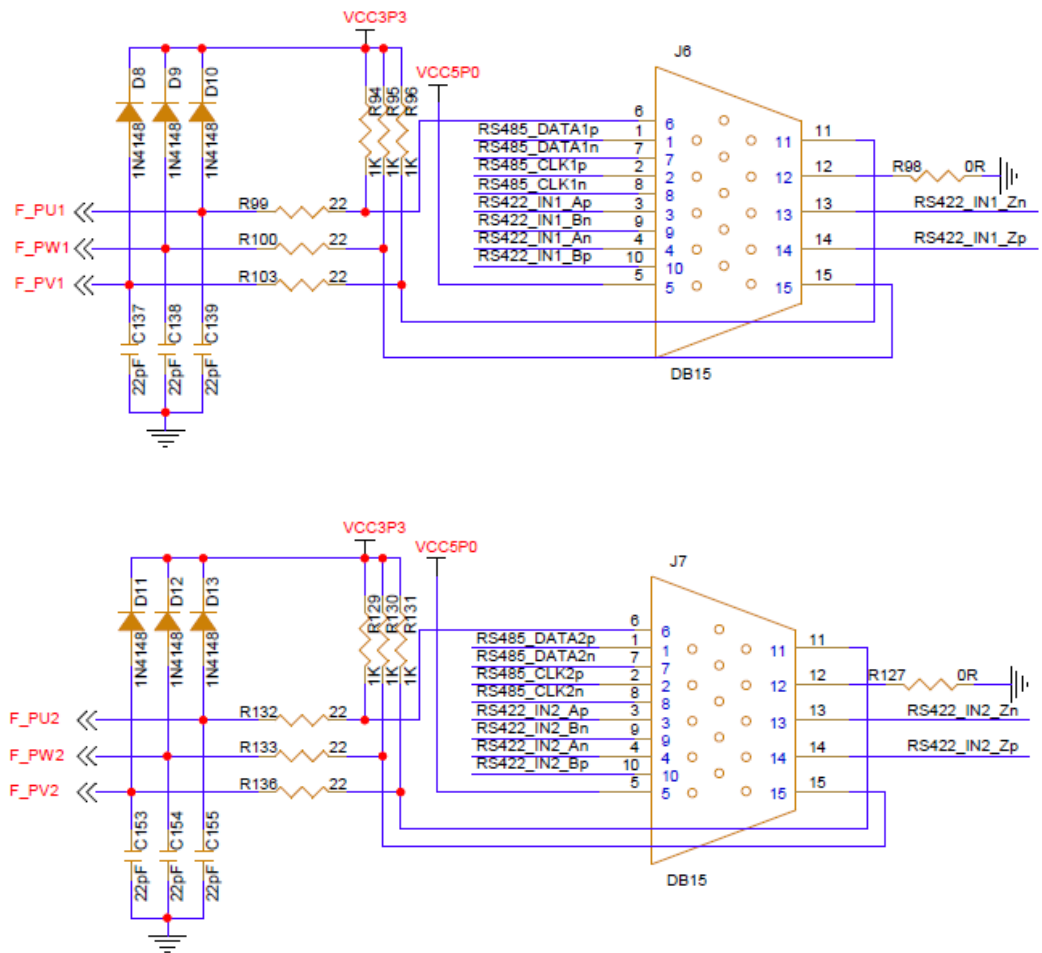 VCC3P3
J6
VCC5P0
D8
D9
D10
R94
R95
R96
1N4148
1N4148
1N4148
1K
1K
1K
6
6
11
11
RS485_DATA1p
1
1
RS485_DATA1n
7
7
12
12
R98
0R
RS485_CLK1p
2
2
RS485_CLK1n
8
8
F_PU1
R99
22
RS422_IN1_Ap
3
3
13
13
RS422_IN1_Zn
RS422_IN1_Bn
9
9
F_PW1
R100
22
RS422_IN1_An
4
4
14
14
RS422_IN1_Zp
RS422_IN1_Bp
10
10
F_PV1
R103
22
5
5
15
15
C137
C138
C139
22pF
22pF
22pF
DB15
VCC3P3
VCC5P0
J7
D11
D12
D13
R129
R130
R131
1N4148
1N4148
1N4148
1K
1K
1K
6
6
11
11
RS485_DATA2p
1
1
RS485_DATA2n
7
7
12
12
R127
0R
RS485_CLK2p
2
2
RS485_CLK2n
8
8
F_PU2
R132
22
RS422_IN2_Ap
3
3
13
13
RS422_IN2_Zn
RS422_IN2_Bn
9
9
F_PW2
R133
22
RS422_IN2_An
4
4
14
14
RS422_IN2_Zp
RS422_IN2_Bp
10
10
F_PV2
R136
22
5
5
15
15
C153
C154
C155
22pF
22pF
22pF
DB15